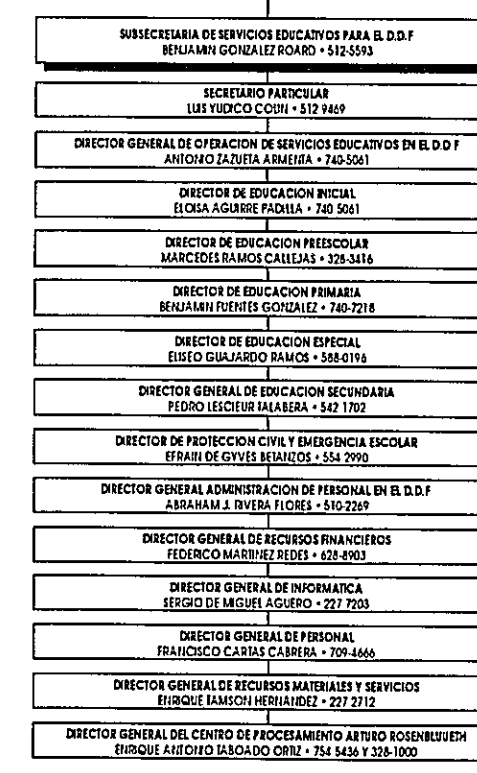 SUBSECRETARIA DE SERVICIOS EDUCATIVOS PARA EL D.D.F
BENJAMIN GONZALEZ ROARD • 512-5593
SECRETARIO PARTICULAR
LUIS YUDICO COLIN • 512 9469
DIRECTOR GENERAL DE OPERACION DE SERVICIOS EDUCATIVOS EN EL D.D F
ANTONIO ZAZUETA ARMENTA • 740-5061
DIRECTOR DE EDUCACION INICIAL
ELOISA AGUIRRE PADILLA • 740 5061
DIRECTOR DE EDUCACION PREESCOLAR
MARCEDES RAMOS CALLEJAS • 328-3416
DIRECTOR DE EDUCACION PRIMARIA
BENJAMIN FUENTES GONZALEZ • 740-7218
DIRECTOR DE EDUCACION ESPECIAL
ELISEO GUAJARDO RAMOS • 588-0196
DIRECTOR GENERAL DE EDUCACION SECUNDARIA
PEDRO LESCIEUR TALABERA • 542 1702
DIRECTOR DE PROTECCION CIVIL Y EMERGENCIA ESCOLAR
EFRAIN DE GYVES BETANZOS • 554 2990
DIRECTOR GENERAL ADMINISTRACION DE PERSONAL EN EL D.D.F
ABRAHAM J. RIVERA FLORES • 510-2269
DIRECTOR GENERAL DE RECURSOS FINANCIEROS
FEDERICO MARTINEZ REDES • 628-8903
DIRECTOR GENERAL DE INFORMATICA
SERGIO DE MIGUEL AGUERO • 227 7203
DIRECTOR GENERAL DE PERSONAL
FRANCISCO CARTAS CABRERA • 709-4666
DIRECTOR GENERAL DE RECURSOS MATERIALES Y SERVICIOS
ENRIQUE TAMSON HERNANDEZ • 227 2712
DIRECTOR GENERAL DEL CENTRO DE PROCESAMIENTO ARTURO ROSENBLUUETH
ENRIQUE ANTONIO TABOADO ORTIZ • 754 5436 Y 328-1000